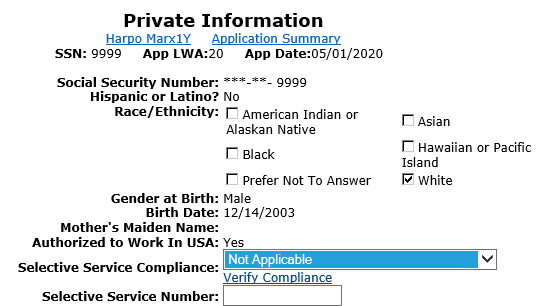 Private Information
Harpo Marx1Y Application Summary
SSN: 9999 App LWA:20 App Date:05/01/2020
Social Security Number: ***-**- 9999
Hispanic or Latino? No
Race/Ethnicity: American Indian or Alaskan Native Asian
Black Hawaiian or Pacific Island
Prefer Not To Answer White
Gender at Birth: Male
Birth Date: 12/14/2003
Mother's Maiden Name:
Authorized to Work In USA: Yes
Selective Service Compliance: Not Applicable
Verify Compliance
Selective Service Number: